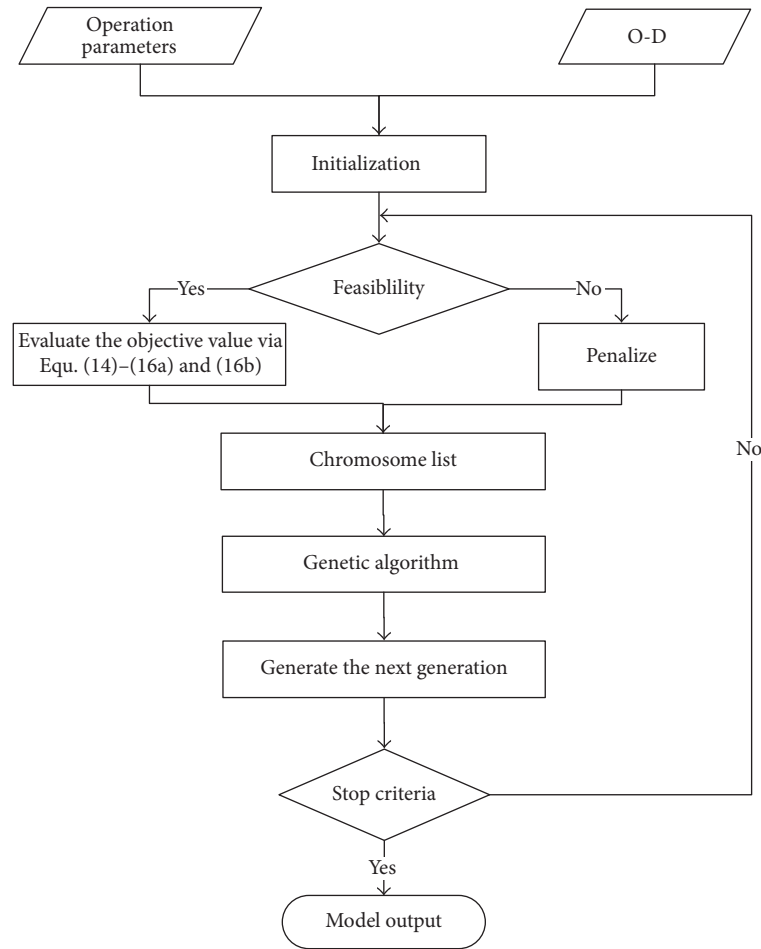 Operation
parameters
O-D
Initialization
Feasiblility
Yes
No
Evaluate the objective value via
Equ. (14)–(16a) and (16b)
Penalize
Chromosome list
No
Genetic algorithm
Generate the next generation
Stop criteria
Yes
Model output